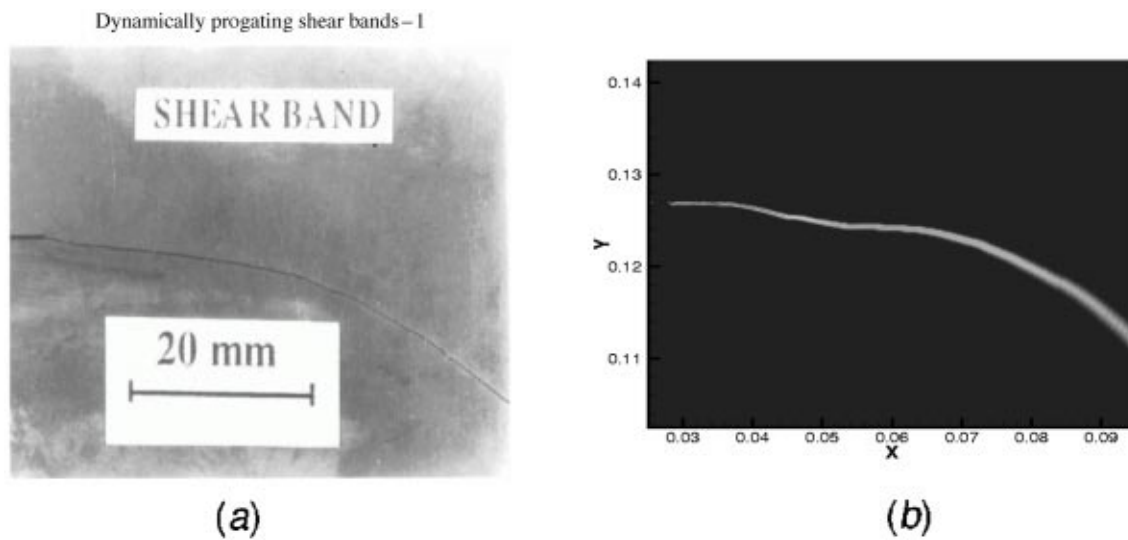 Dynamically progating shear bands–1
SHEAR BAND
20 mm
(a)
0.14
0.13
0.12
0.11
Y
0.03 0.04 0.05 0.06 0.07 0.08 0.09
X
(b)